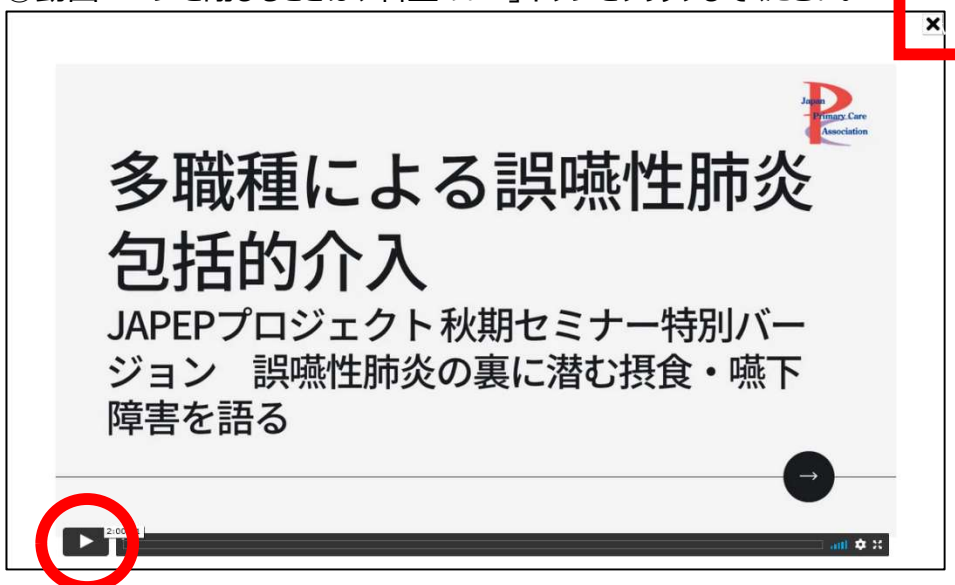 ×
Japan
Primary Care
Association
多職種による誤嚥性肺炎
包括的介入
JAPEPプロジェクト 秋期セミナー特別バー
ジョン　誤嚥性肺炎の裏に潜む摂食・嚥下
障害を語る
→